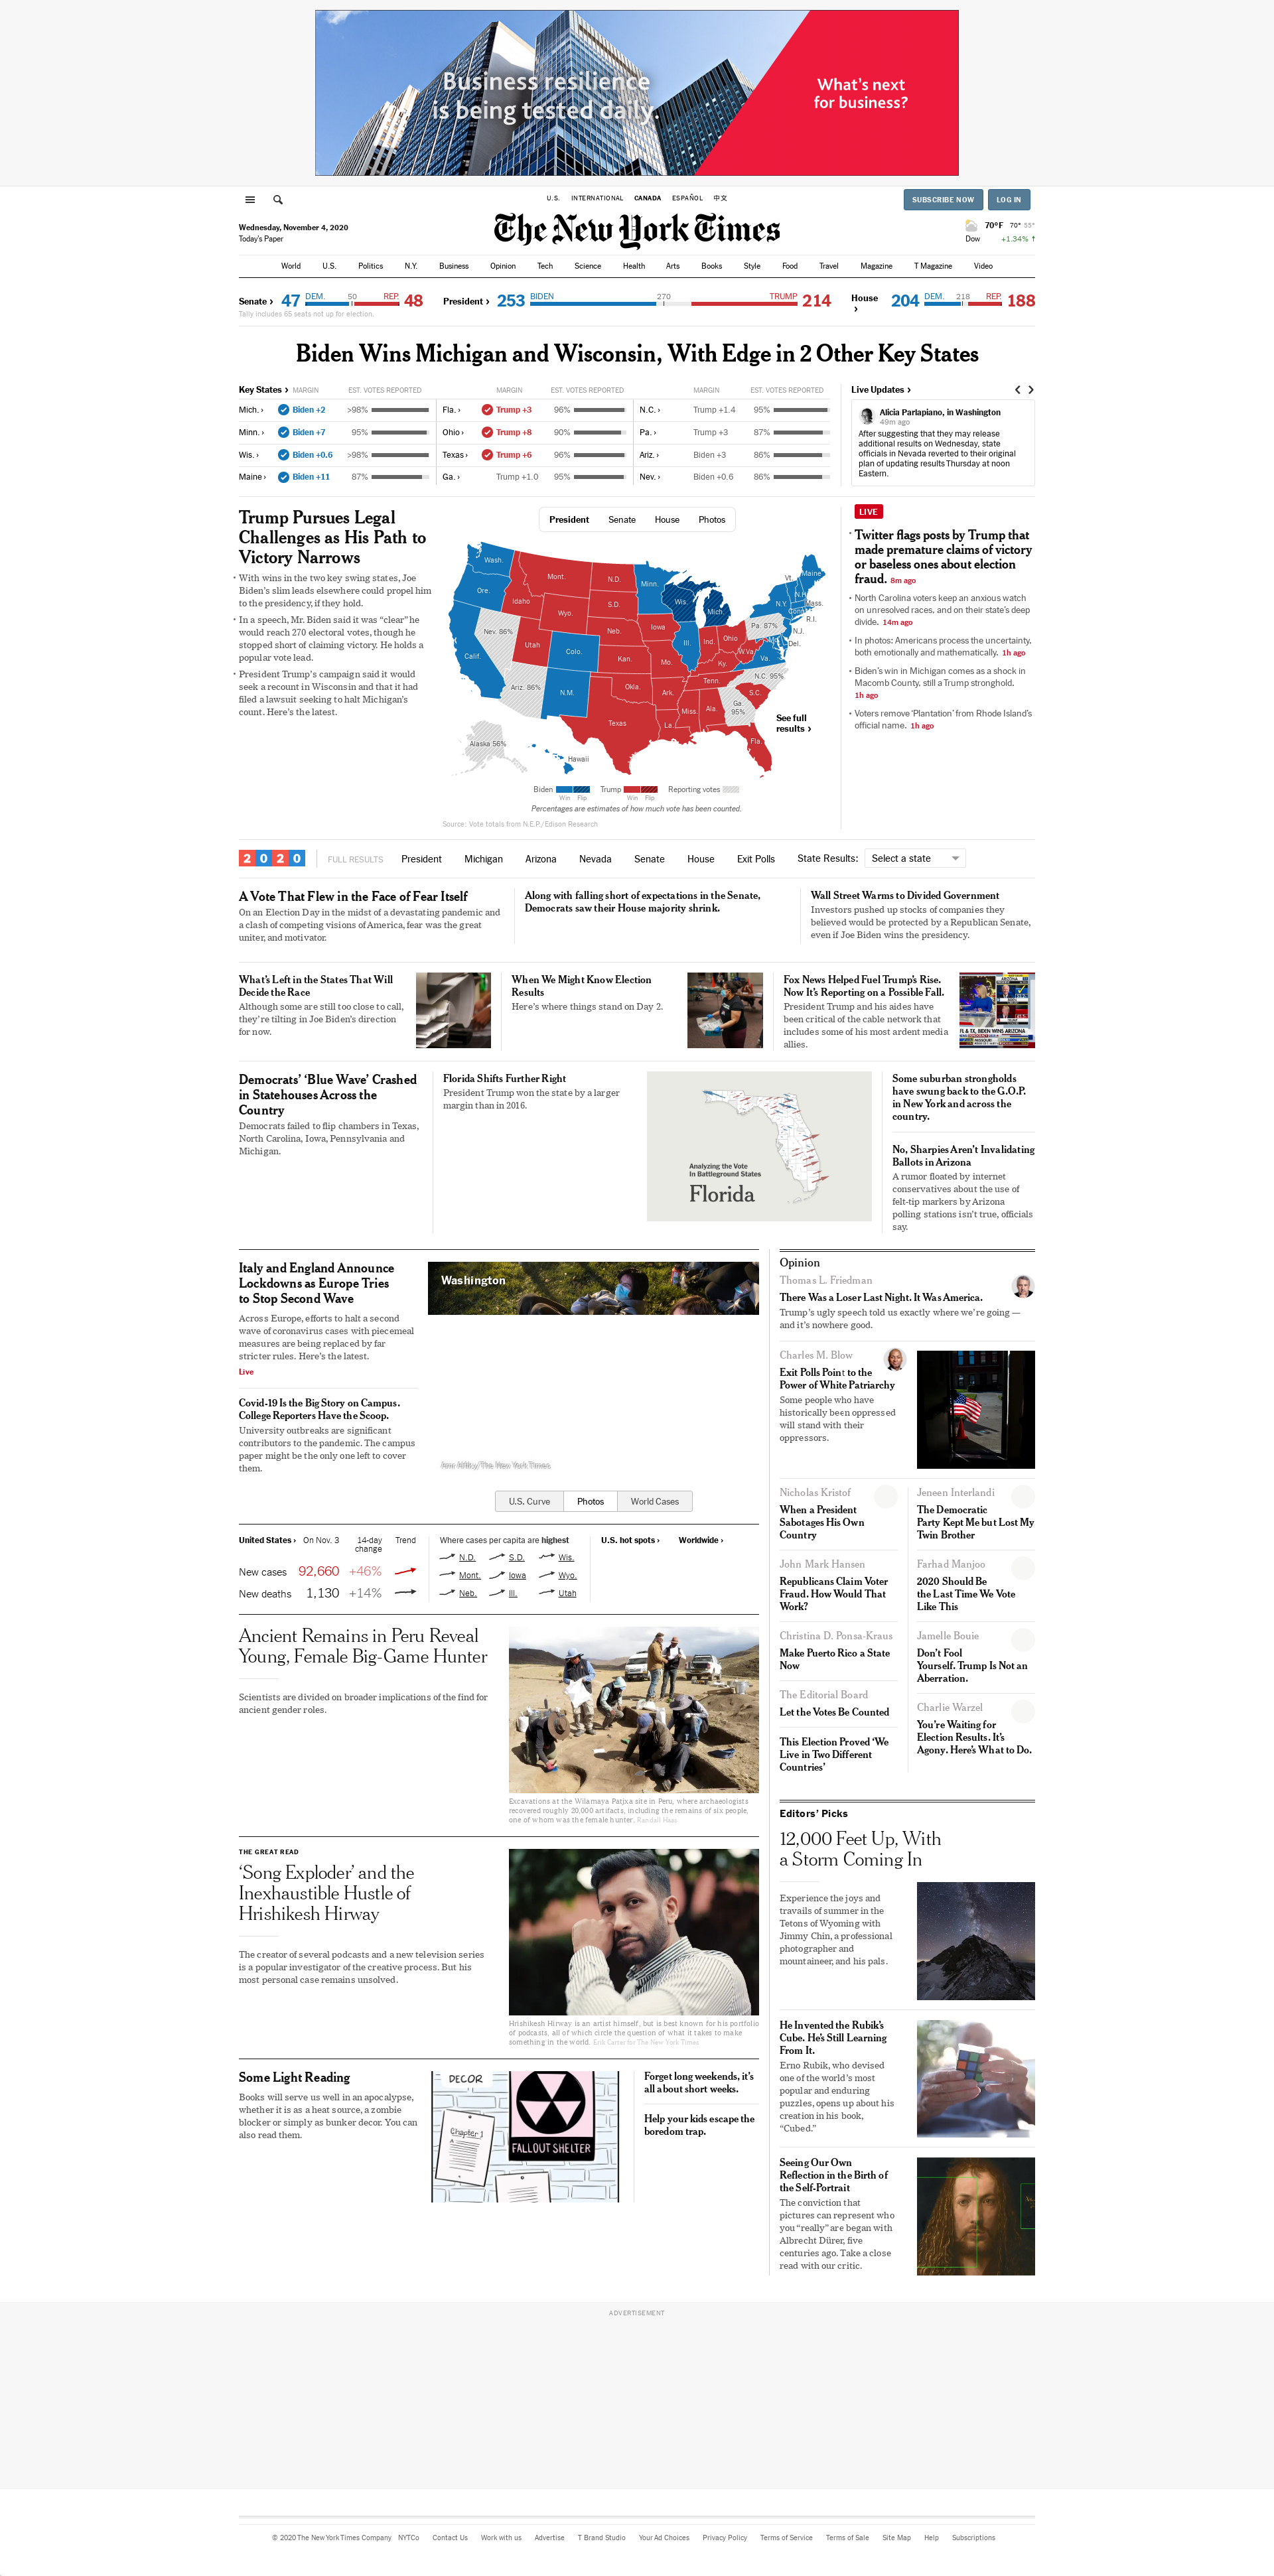 Business resilience
is being tested daily.
What's next
for business?
U.S. INTERNATIONAL CANADA ESPAÑOL 中文
SUBSCRIBE NOW LOG IN
Wednesday, November 4, 2020
Today's Paper
The New York Times
70°F 70° 55°
Dow +1.34% ↑
World U.S. Politics N.Y. Business Opinion Tech Science Health Arts Books Style Food Travel Magazine T Magazine Video
Senate › 47 DEM. 50 REP. 48
Tally includes 65 seats not up for election.
President › 253 BIDEN 270 TRUMP 214
House › 204 DEM. 218 REP. 188
Biden Wins Michigan and Wisconsin, With Edge in 2 Other Key States
Key States › MARGIN EST. VOTES REPORTED MARGIN EST. VOTES REPORTED MARGIN EST. VOTES REPORTED
Mich. › Biden +2 >98% Fla. › Trump +3 96% N.C. › Trump +1.4 95%
Minn. › Biden +7 95% Ohio › Trump +8 90% Pa. › Trump +3 87%
Wis. › Biden +0.6 >98% Texas › Trump +6 96% Ariz. › Biden +3 86%
Maine › Biden +11 87% Ga. › Trump +1.0 95% Nev. › Biden +0.6 86%
Live Updates ›
Alicia Parlapiano, in Washington
49m ago
After suggesting that they may release
additional results on Wednesday, state
officials in Nevada reverted to their original
plan of updating results Thursday at noon
Eastern.
Trump Pursues Legal
Challenges as His Path to
Victory Narrows
• With wins in the two key swing states, Joe
Biden's slim leads elsewhere could propel him
to the presidency, if they hold.
• In a speech, Mr. Biden said it was "clear" he
would reach 270 electoral votes, though he
stopped short of claiming victory. He holds a
popular vote lead.
• President Trump's campaign said it would
seek a recount in Wisconsin and that it had
filed a lawsuit seeking to halt Michigan's
count. Here's the latest.
President Senate House Photos
Wash.
Mont.
N.D.
Minn.
Vt.
Maine
Ore.
Idaho
S.D.
Wis.
Mich.
N.H.
N.Y.
Mass.
Conn.
Wyo.
R.I.
Nev. 86%
Neb.
Iowa
Pa. 87%
N.J.
Utah
Colo.
Ill.
Ind.
Ohio
Del.
Md.
Calif.
Kan.
Mo.
Ky.
W.Va.
Va.
Ariz. 86%
N.M.
Okla.
Ark.
Tenn.
N.C. 95%
S.C.
Miss.
Ala.
Ga.
95%
Texas
La.
Fla.
Alaska 56%
Hawaii
See full
results ›
Biden Win Flip Trump Win Flip Reporting votes
Percentages are estimates of how much vote has been counted.
Source: Vote totals from N.E.P./Edison Research
LIVE
• Twitter flags posts by Trump that
made premature claims of victory
or baseless ones about election
fraud. 8m ago
• North Carolina voters keep an anxious watch
on unresolved races, and on their state's deep
divide. 14m ago
• In photos: Americans process the uncertainty,
both emotionally and mathematically. 1h ago
• Biden's win in Michigan comes as a shock in
Macomb County, still a Trump stronghold.
1h ago
• Voters remove 'Plantation' from Rhode Island's
official name. 1h ago
2020 FULL RESULTS President Michigan Arizona Nevada Senate House Exit Polls State Results: Select a state
A Vote That Flew in the Face of Fear Itself
On an Election Day in the midst of a devastating pandemic and
a clash of competing visions of America, fear was the great
uniter, and motivator.
Along with falling short of expectations in the Senate,
Democrats saw their House majority shrink.
Wall Street Warms to Divided Government
Investors pushed up stocks of companies they
believed would be protected by a Republican Senate,
even if Joe Biden wins the presidency.
What's Left in the States That Will
Decide the Race
Although some are still too close to call,
they're tilting in Joe Biden's direction
for now.
When We Might Know Election
Results
Here's where things stand on Day 2.
Fox News Helped Fuel Trump's Rise.
Now It's Reporting on a Possible Fall.
President Trump and his aides have
been critical of the cable network that
includes some of his most ardent media
allies.
Democrats' 'Blue Wave' Crashed
in Statehouses Across the
Country
Democrats failed to flip chambers in Texas,
North Carolina, Iowa, Pennsylvania and
Michigan.
Florida Shifts Further Right
President Trump won the state by a larger
margin than in 2016.
Analyzing the Vote
In Battleground States
Florida
Some suburban strongholds
have swung back to the G.O.P.
in New York and across the
country.
No, Sharpies Aren't Invalidating
Ballots in Arizona
A rumor floated by internet
conservatives about the use of
felt-tip markers by Arizona
polling stations isn't true, officials
say.
Italy and England Announce
Lockdowns as Europe Tries
to Stop Second Wave
Across Europe, efforts to halt a second
wave of coronavirus cases with piecemeal
measures are being replaced by far
stricter rules. Here's the latest.
Live
Covid-19 Is the Big Story on Campus.
College Reporters Have the Scoop.
University outbreaks are significant
contributors to the pandemic. The campus
paper might be the only one left to cover
them.
Washington
U.S. Curve Photos World Cases
United States › On Nov. 3 14-day
change Trend
New cases 92,660 +46%
New deaths 1,130 +14%
Where cases per capita are highest
N.D. S.D. Wis.
Mont. Iowa Wyo.
Neb. Ill. Utah
U.S. hot spots › Worldwide ›
Ancient Remains in Peru Reveal
Young, Female Big-Game Hunter
Scientists are divided on broader implications of the find for
ancient gender roles.
Excavations at the Wilamaya Patjxa site in Peru, where archaeologists
recovered roughly 20,000 artifacts, including the remains of six people,
one of whom was the female hunter. Randall Haas
THE GREAT READ
'Song Exploder' and the
Inexhaustible Hustle of
Hrishikesh Hirway
The creator of several podcasts and a new television series
is a popular investigator of the creative process. But his
most personal case remains unsolved.
Hrishikesh Hirway is an artist himself, but is best known for his portfolio
of podcasts, all of which circle the question of what it takes to make
something in the world. Erik Carter for The New York Times
Some Light Reading
Books will serve us well in an apocalypse,
whether it is as a heat source, a zombie
blocker or simply as bunker decor. You can
also read them.
DECOR
Chapter 1
FALLOUT SHELTER
Forget long weekends, it's
all about short weeks.
Help your kids escape the
boredom trap.
Opinion
Thomas L. Friedman
There Was a Loser Last Night. It Was America.
Trump's ugly speech told us exactly where we're going —
and it's nowhere good.
Charles M. Blow
Exit Polls Point to the
Power of White Patriarchy
Some people who have
historically been oppressed
will stand with their
oppressors.
Nicholas Kristof
When a President
Sabotages His Own
Country
Jeneen Interlandi
The Democratic
Party Kept Me but Lost My
Twin Brother
John Mark Hansen
Republicans Claim Voter
Fraud. How Would That
Work?
Farhad Manjoo
2020 Should Be
the Last Time We Vote
Like This
Christina D. Ponsa-Kraus
Make Puerto Rico a State
Now
Jamelle Bouie
Don't Fool
Yourself. Trump Is Not an
Aberration.
The Editorial Board
Let the Votes Be Counted
Charlie Warzel
You're Waiting for
Election Results. It's
Agony. Here's What to Do.
This Election Proved 'We
Live in Two Different
Countries'
Editors' Picks
12,000 Feet Up, With
a Storm Coming In
Experience the joys and
travails of summer in the
Tetons of Wyoming with
Jimmy Chin, a professional
photographer and
mountaineer, and his pals.
He Invented the Rubik's
Cube. He's Still Learning
From It.
Erno Rubik, who devised
one of the world's most
popular and enduring
puzzles, opens up about his
creation in his book,
"Cubed."
Seeing Our Own
Reflection in the Birth of
the Self-Portrait
The conviction that
pictures can represent who
you "really" are began with
Albrecht Dürer, five
centuries ago. Take a close
read with our critic.
ADVERTISEMENT
© 2020 The New York Times Company NYTCo Contact Us Work with us Advertise T Brand Studio Your Ad Choices Privacy Policy Terms of Service Terms of Sale Site Map Help Subscriptions